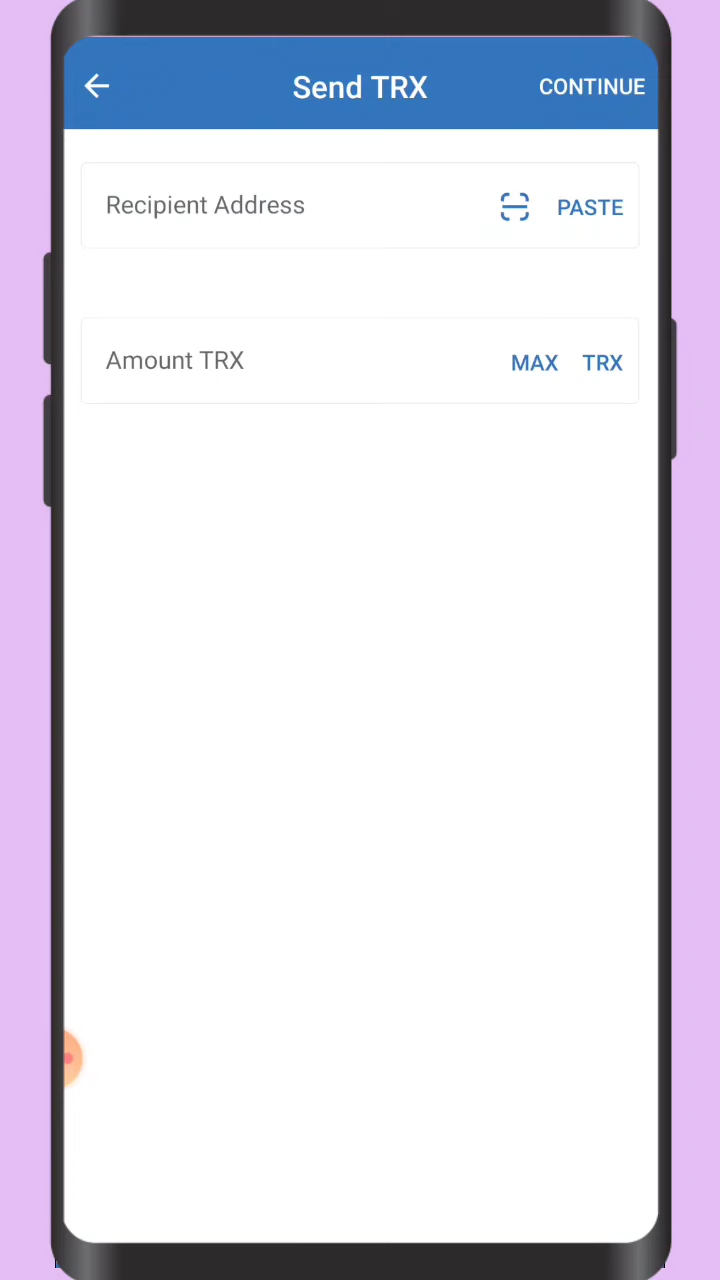 Send TRX CONTINUE
Recipient Address PASTE
Amount TRX MAX TRX